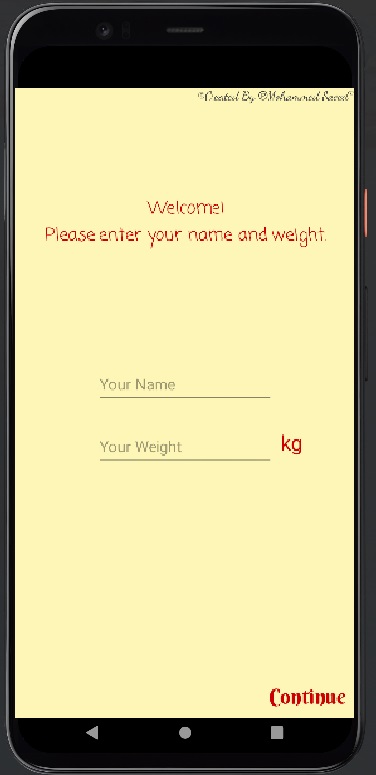 "Created By ©Mohammed Saeed"
Welcome!
Please enter your name and weight.
Your Name
Your Weight
kg
Continue